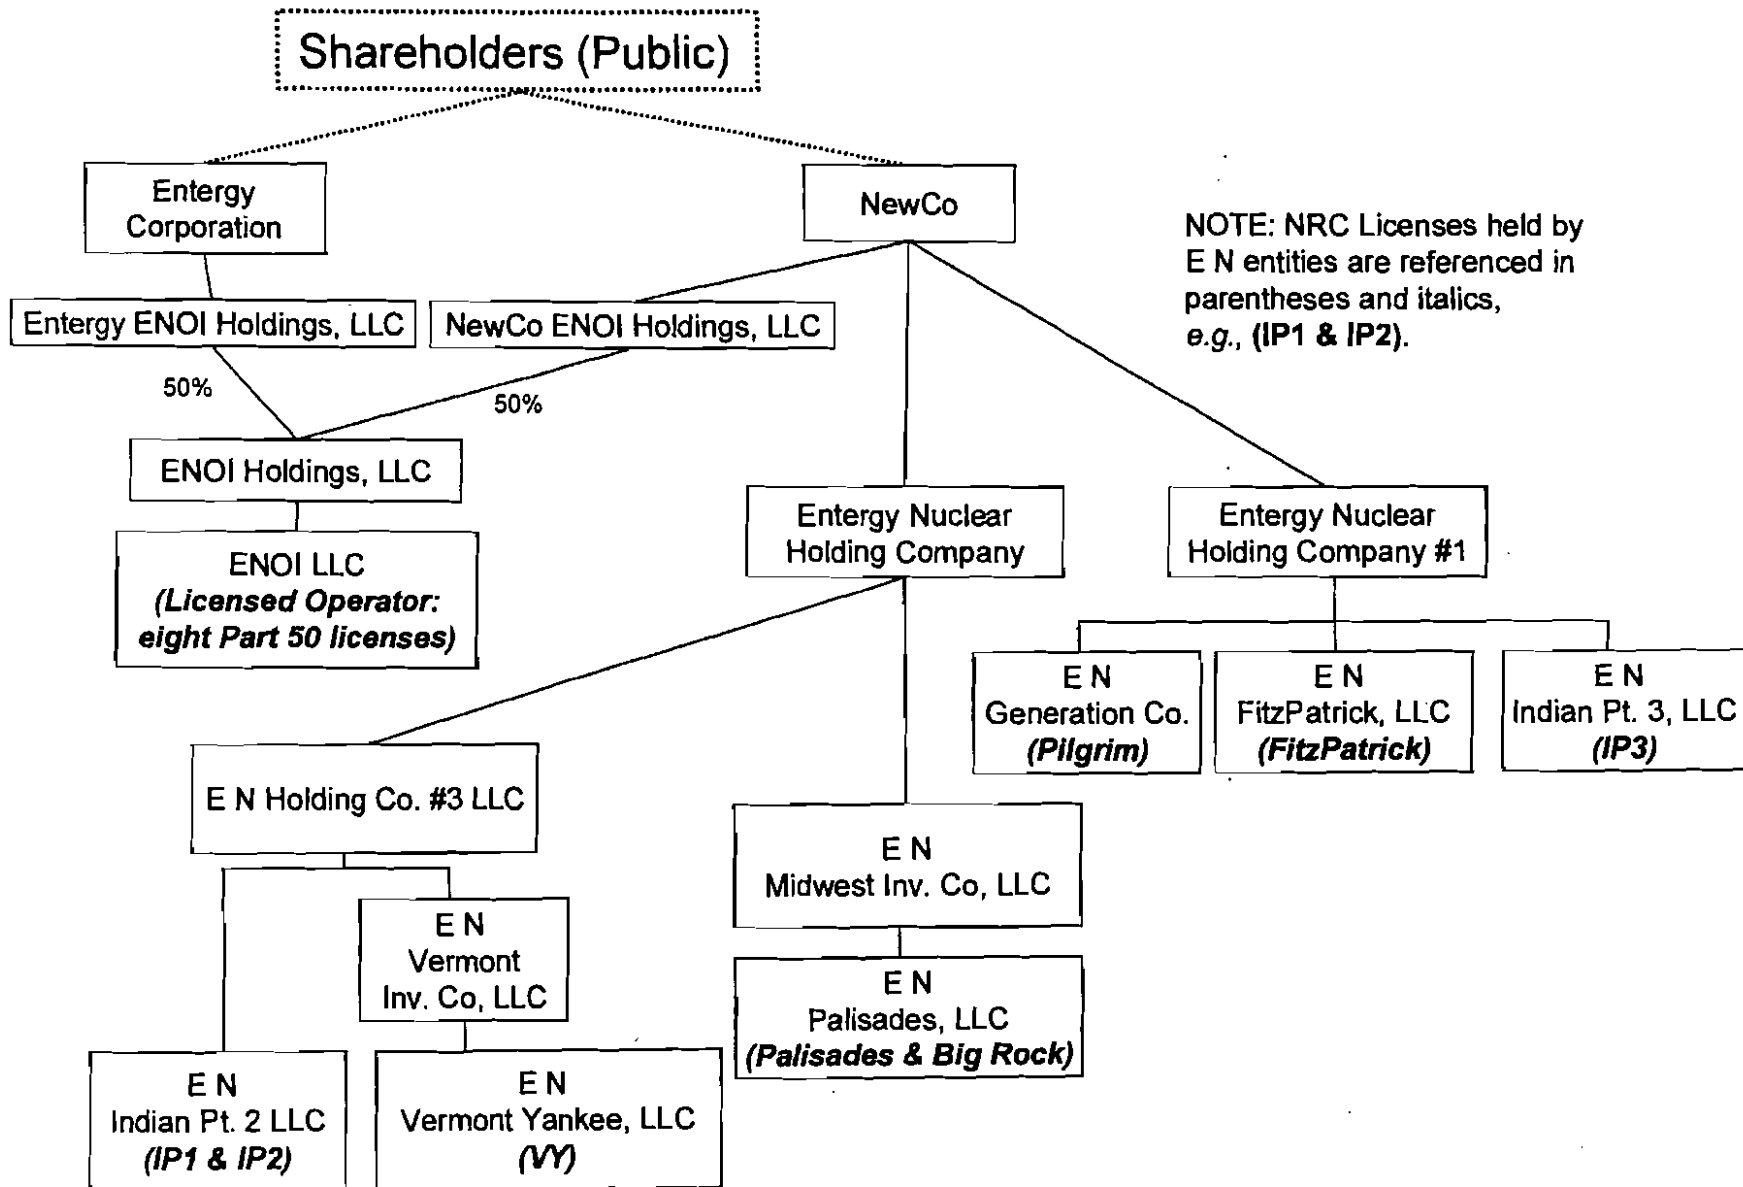 Shareholders (Public)
Entergy
Corporation
NewCo
NOTE: NRC Licenses held by
E N entities are referenced in
parentheses and italics,
e.g., (IP1 & IP2).
Entergy ENOI Holdings, LLC
NewCo ENOI Holdings, LLC
50%
50%
ENOI Holdings, LLC
ENOI LLC
(Licensed Operator:
eight Part 50 licenses)
Entergy Nuclear
Holding Company
Entergy Nuclear
Holding Company #1
E N
Generation Co.
(Pilgrim)
E N
FitzPatrick, LLC
(FitzPatrick)
E N
Indian Pt. 3, LLC
(IP3)
E N Holding Co. #3 LLC
E N
Midwest Inv. Co, LLC
E N
Vermont
Inv. Co, LLC
E N
Palisades, LLC
(Palisades & Big Rock)
E N
Indian Pt. 2 LLC
(IP1 & IP2)
E N
Vermont Yankee, LLC
(VY)